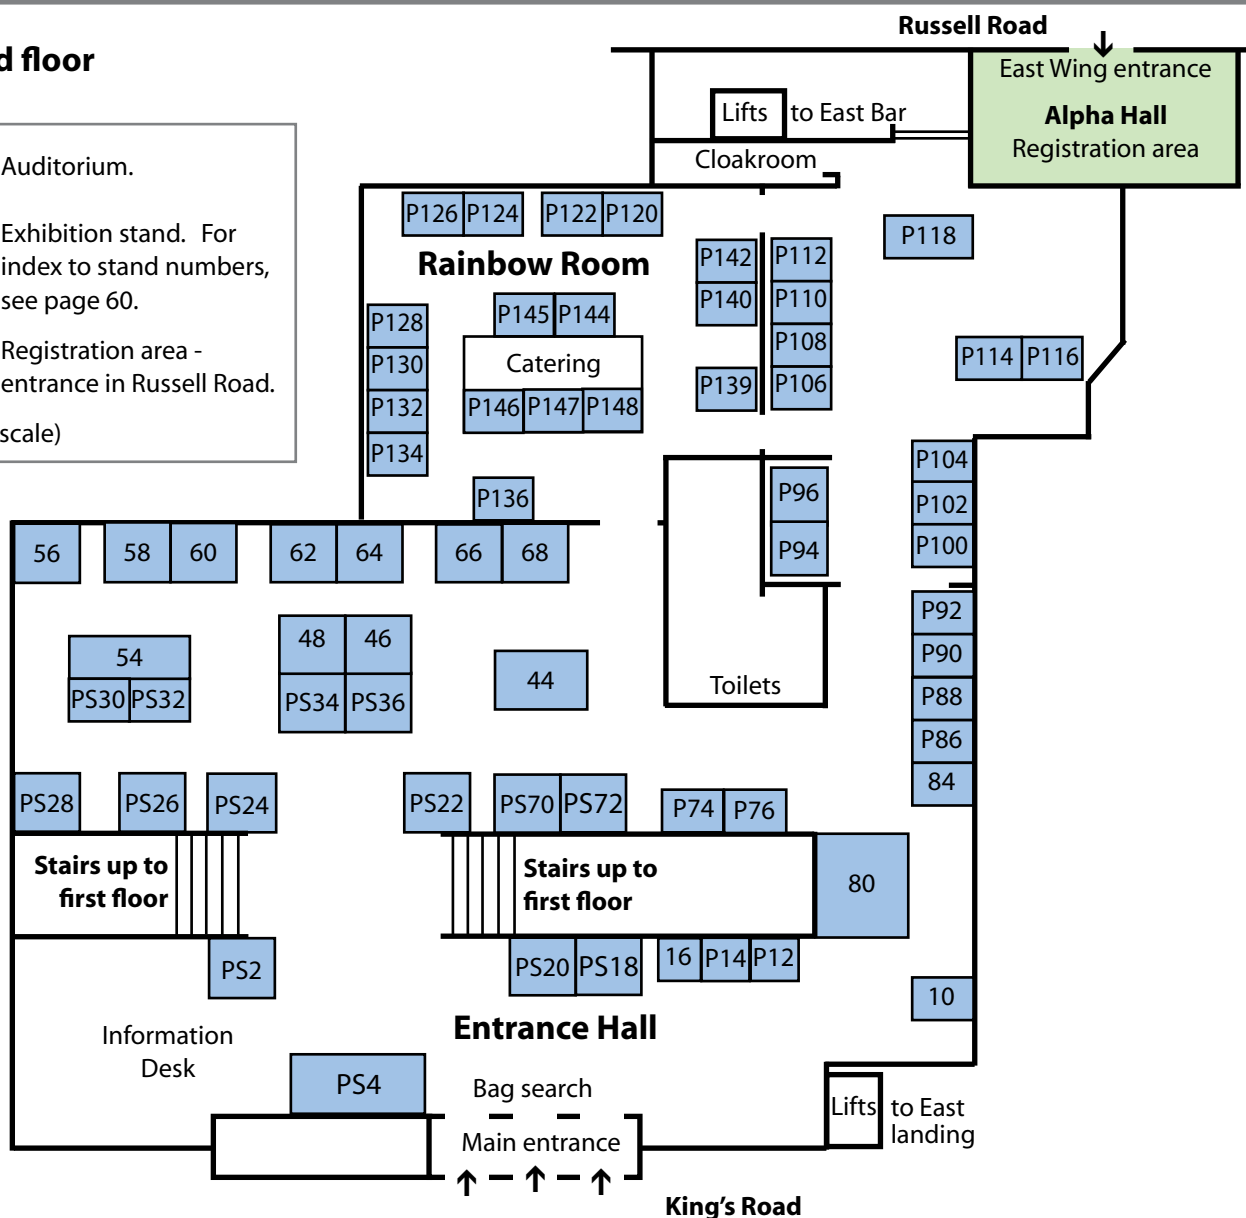 Russell Road
d floor
East Wing entrance
Alpha Hall
Registration area
Lifts to East Bar
Cloakroom
Auditorium.
Exhibition stand. For
index to stand numbers,
see page 60.
Registration area -
entrance in Russell Road.
scale)
P126 P124 P122 P120
P118
Rainbow Room
P142 P112
P140 P110
P145 P144
P128
P108
P130
Catering
P114 P116
P139 P106
P132
P146 P147 P148
P134
P104
P136
P96
P102
P94
P100
56 58 60 62 64 66 68
P92
48 46
54
P90
PS30 PS32
PS34 PS36
44
Toilets
P88
P86
84
PS28 PS26 PS24 PS22 PS70 PS72 P74 P76
Stairs up to
first floor
Stairs up to
first floor
80
PS2
PS20 PS18 16 P14 P12
10
Entrance Hall
Information
Desk
PS4
Bag search
Lifts to East
landing
Main entrance
King's Road